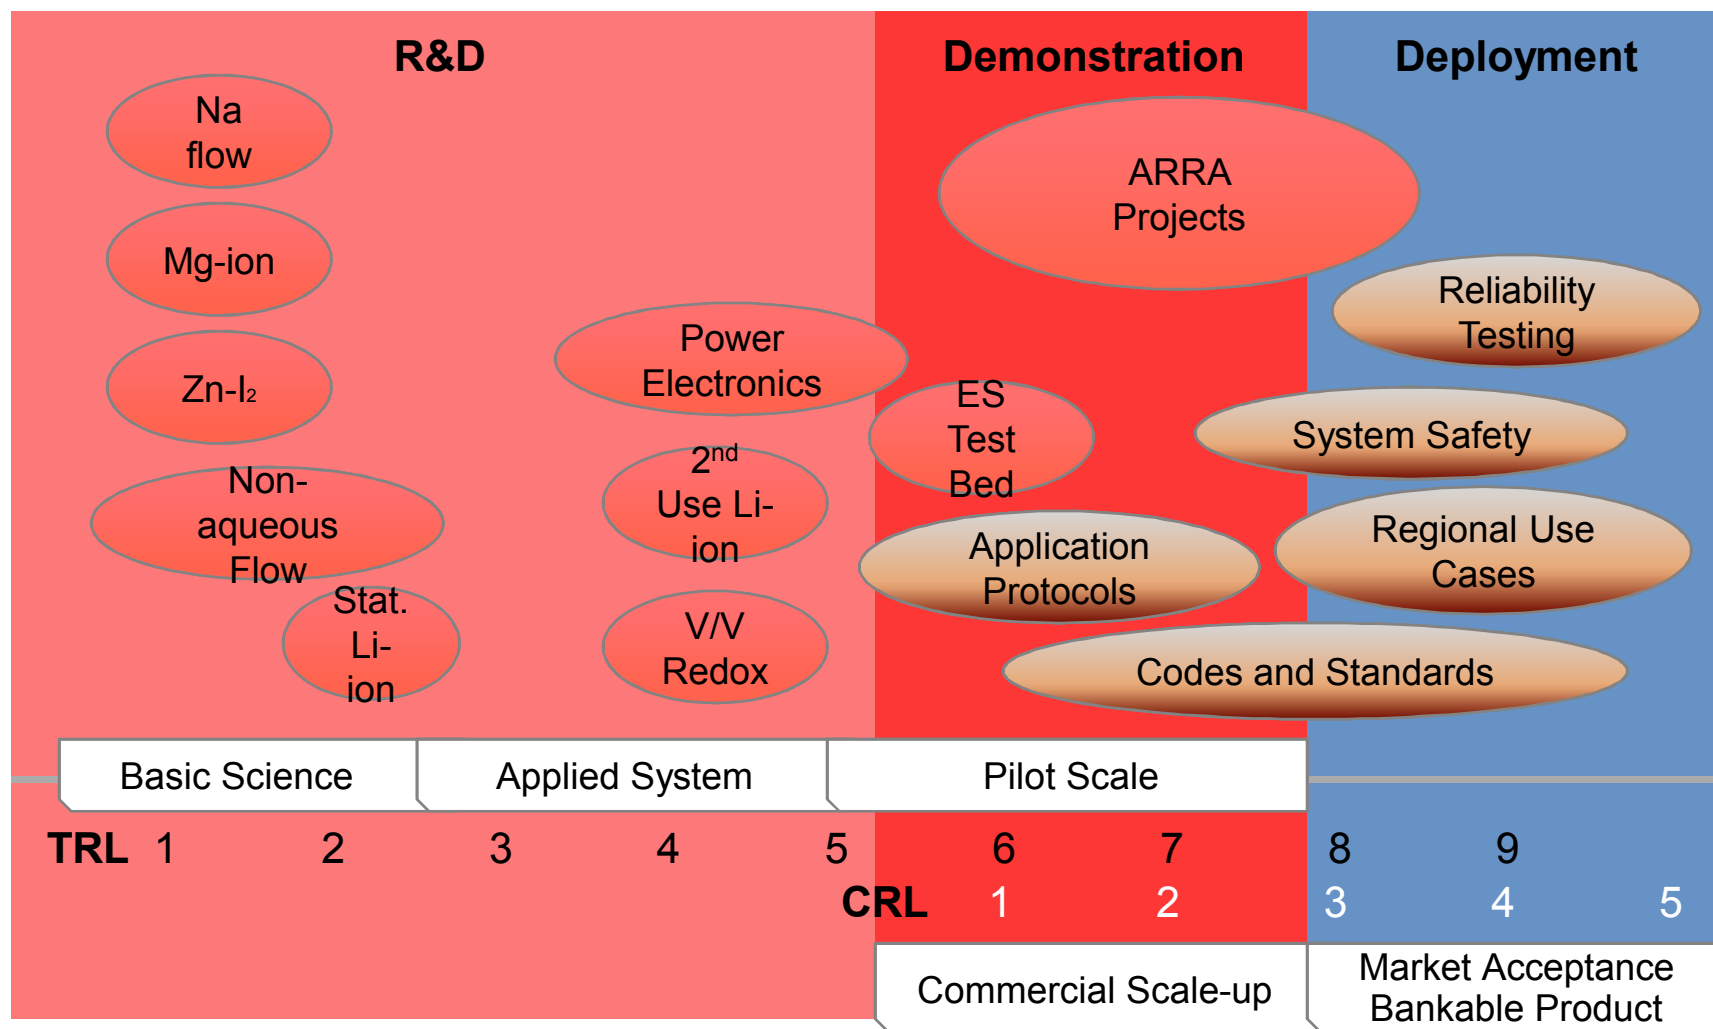 R&D
Demonstration
Deployment
Na
flow
Mg-ion
Zn-I₂
Non-
aqueous
Flow
Stat.
Li-
ion
Power
Electronics
2nd
Use Li-
ion
V/V
Redox
ARRA
Projects
ES
Test
Bed
Application
Protocols
Reliability
Testing
System Safety
Regional Use
Cases
Codes and Standards
Basic Science
Applied System
Pilot Scale
TRL 1 2 3 4 5 6 7 8 9
CRL 1 2 3 4 5
Commercial Scale-up
Market Acceptance
Bankable Product